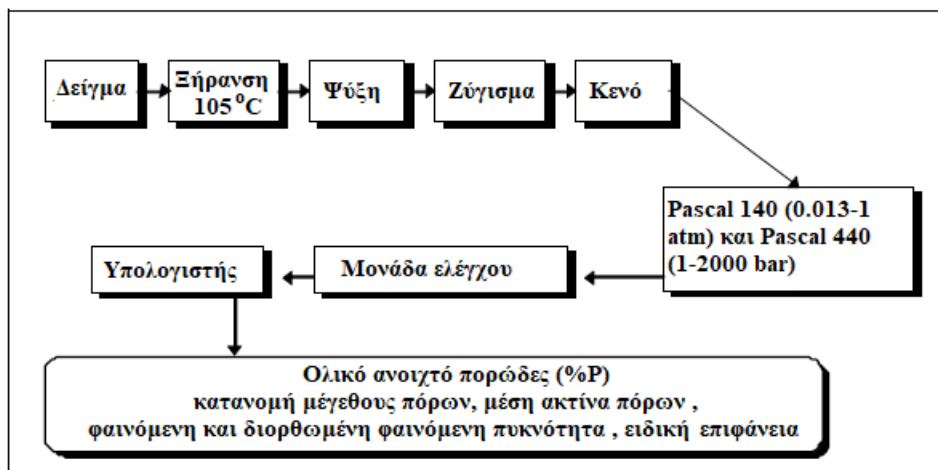 Δείγμα
Ξήρανση
105 ⁰C
Ψύξη
Ζύγισμα
Κενό
Pascal 140 (0.013-1
atm) και Pascal 440
(1-2000 bar)
Μονάδα ελέγχου
Υπολογιστής
Ολικό ανοιχτό πορώδες (%P)
κατανομή μέγεθους πόρων, μέση ακτίνα πόρων ,
φαινόμενη και διορθωμένη φαινόμενη πυκνότητα , ειδική επιφάνεια